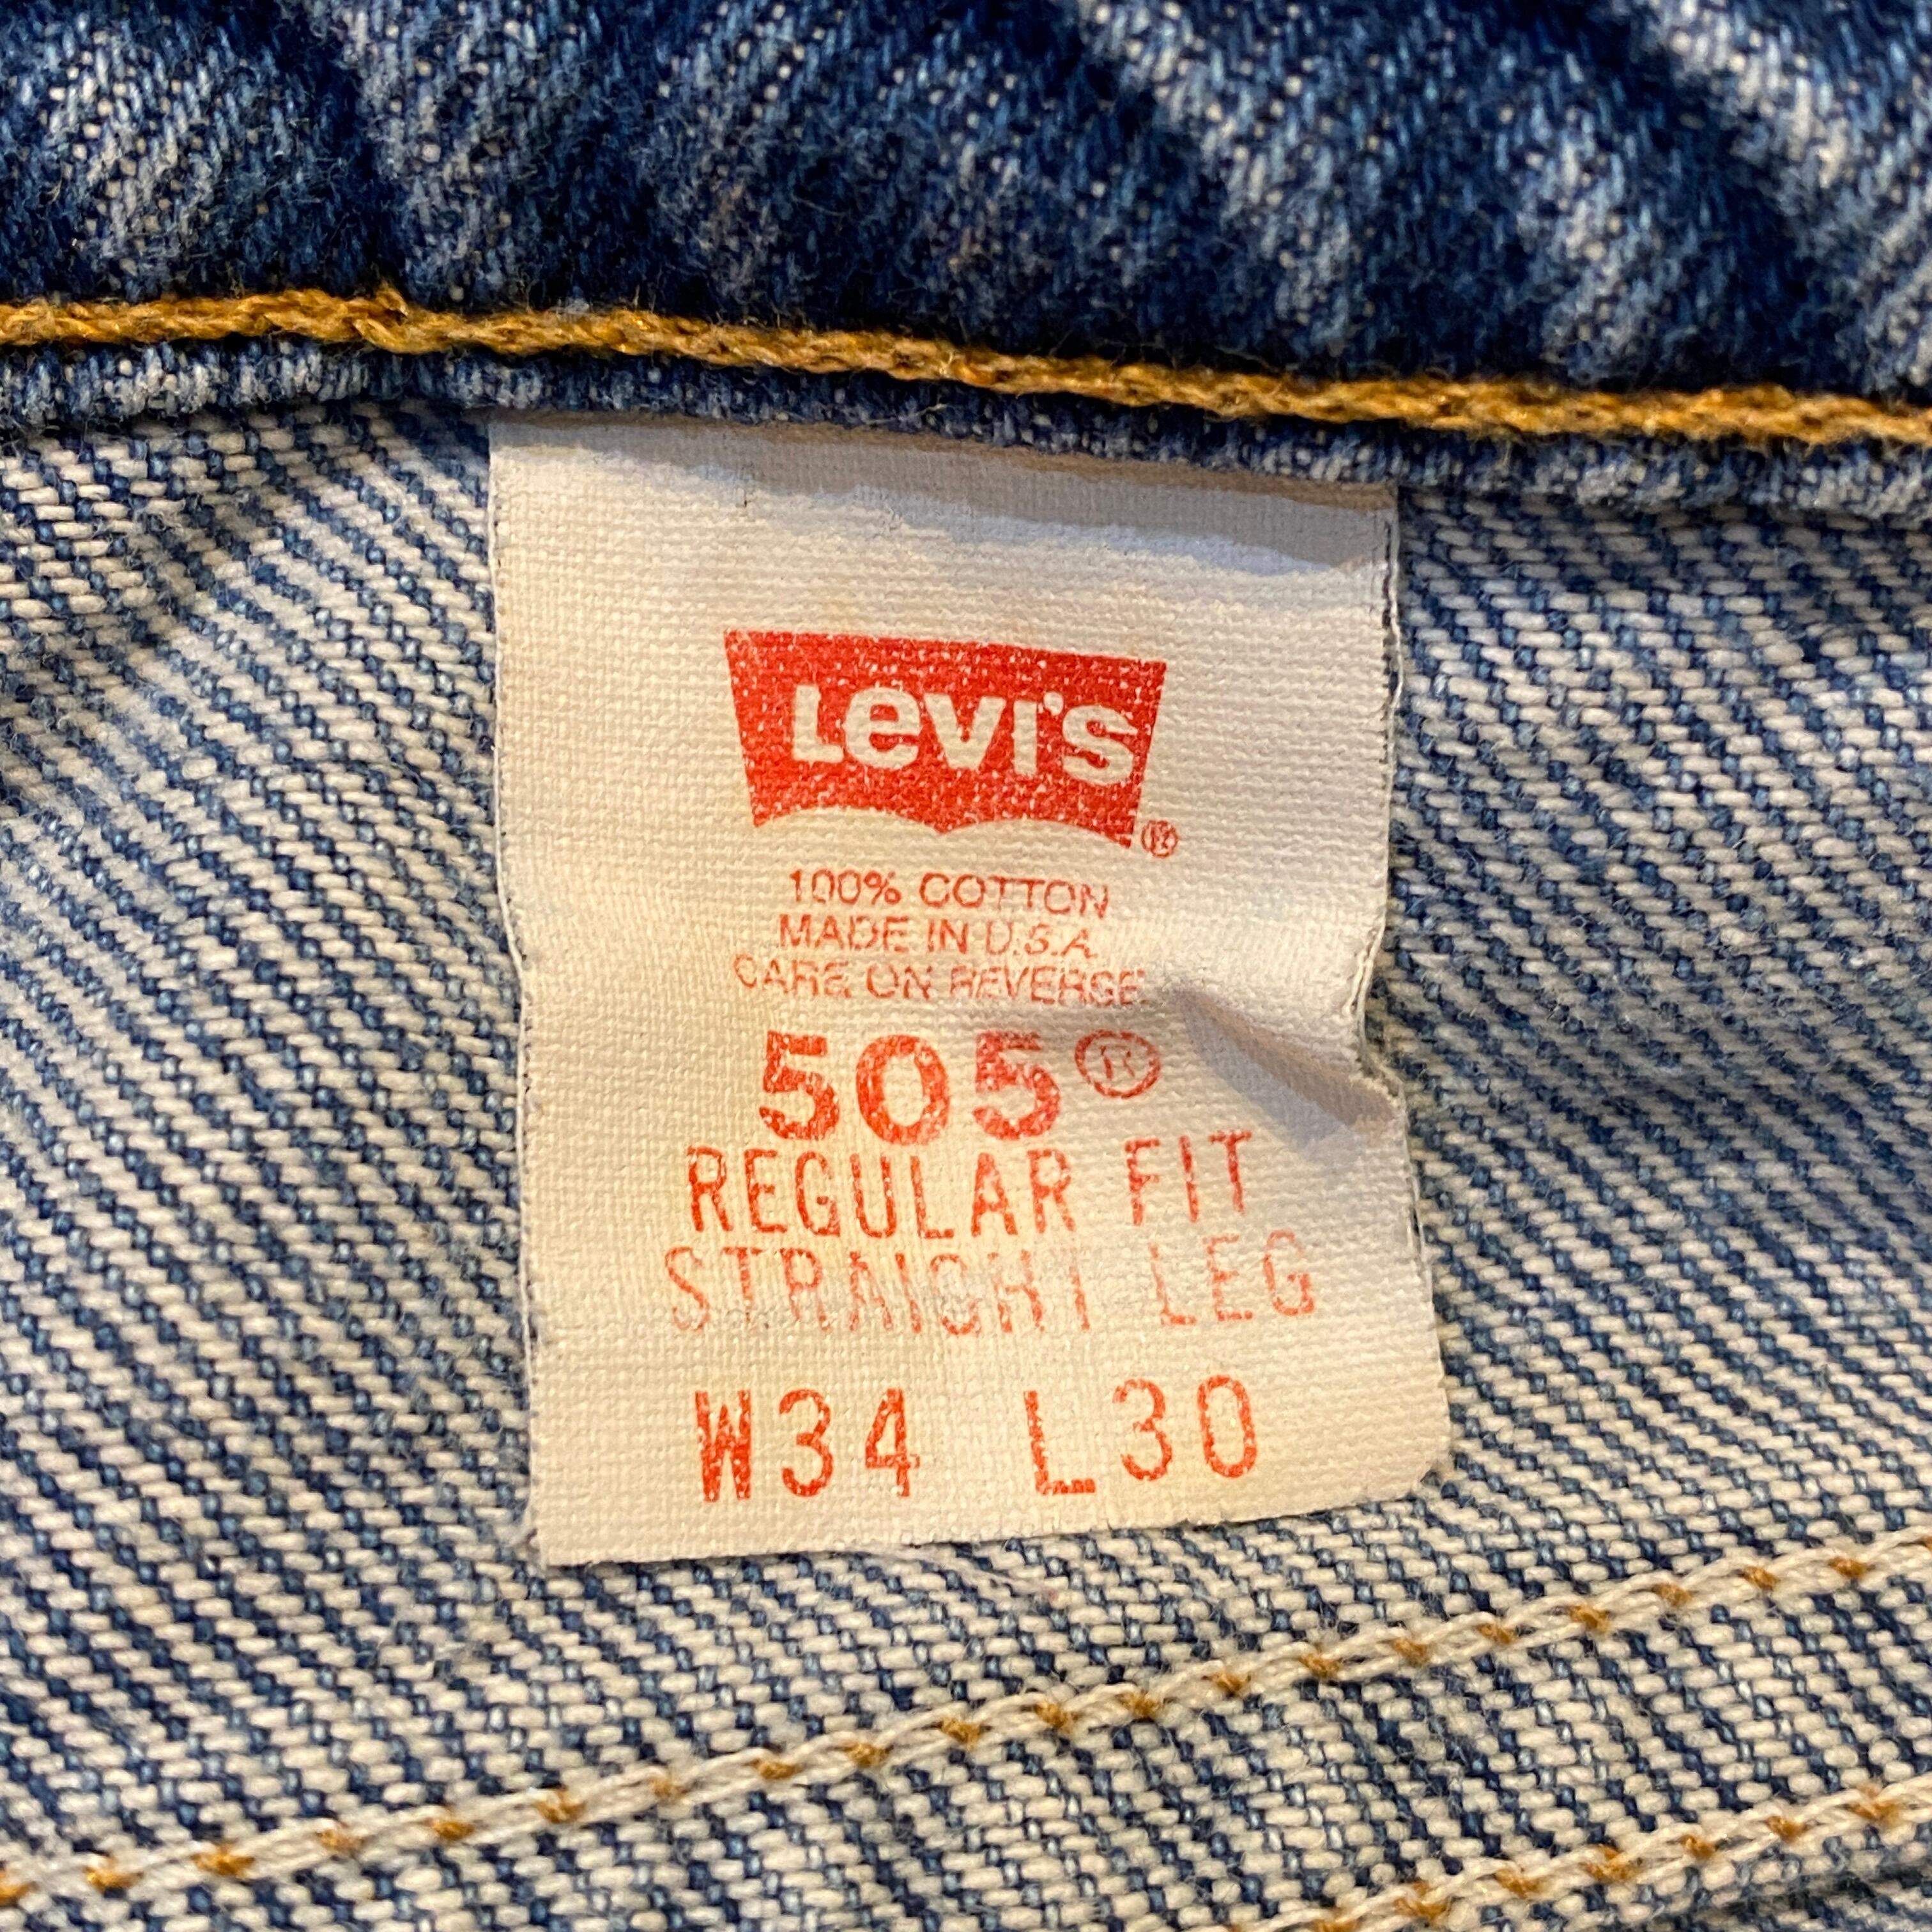 Levi's®
100% COTTON
MADE IN U.S.A.
CARE ON REVERSE
505®
REGULAR FIT
STRAIGHT LEG
W34 L30